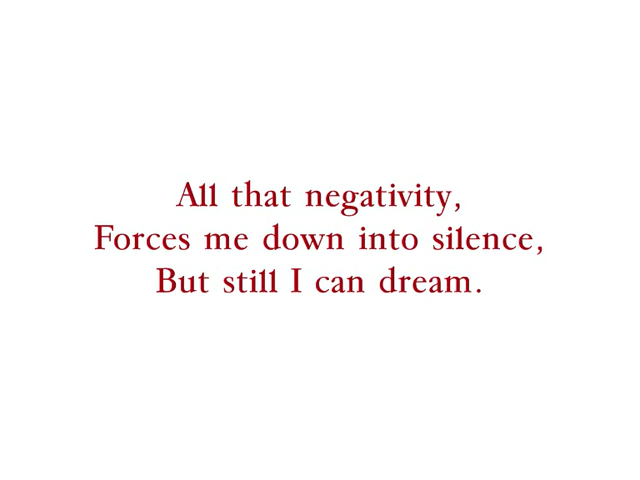 All that negativity,
Forces me down into silence,
But still I can dream.